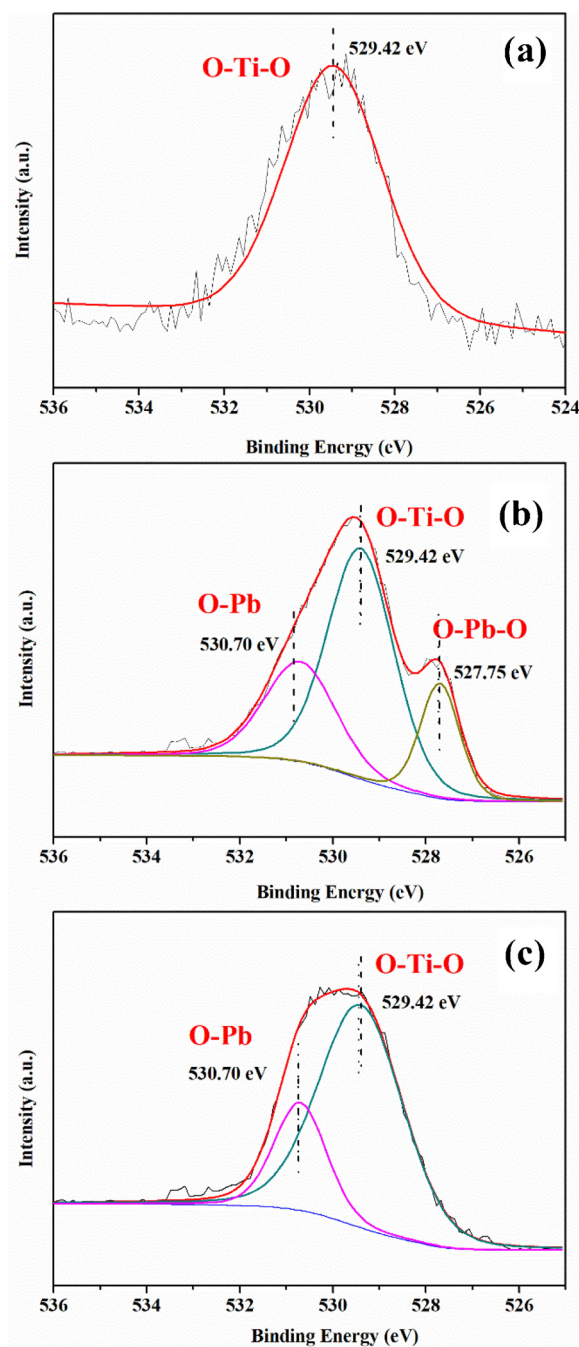 (a)
529.42 eV
O-Ti-O
Intensity (a.u.)
536 534 532 530 528 526 524
Binding Energy (eV)
(b)
O-Ti-O
529.42 eV
O-Pb
530.70 eV
O-Pb-O
527.75 eV
Intensity (a.u.)
536 534 532 530 528 526
Binding Energy (eV)
(c)
O-Ti-O
529.42 eV
O-Pb
530.70 eV
Intensity (a.u.)
536 534 532 530 528 526
Binding Energy (eV)